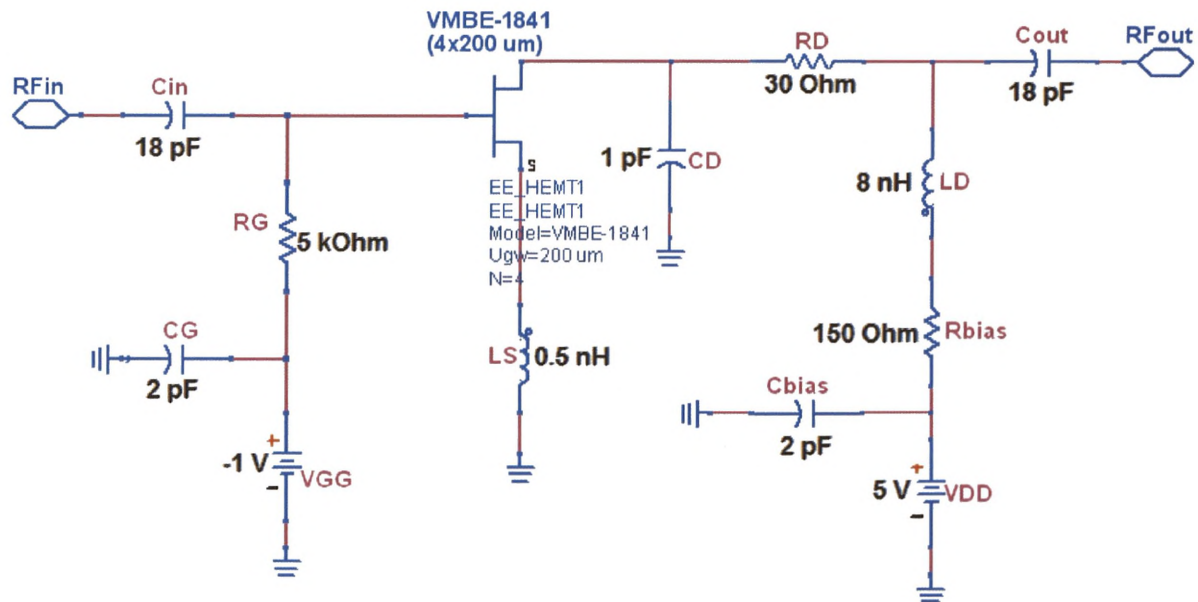 VMBE-1841
(4x200 um)
RFin
Cin
18 pF
RD
30 Ohm
Cout
18 pF
RFout
S
1 pF
CD
8 nH
LD
EE_HEMT1
EE_HEMT1
Model=VMBE-1841
Ugw=200 um
N=4
RG
5 kOhm
CG
2 pF
LS
0.5 nH
150 Ohm
Rbias
Cbias
2 pF
+
-1 V
-
VGG
+
5 V
-
VDD